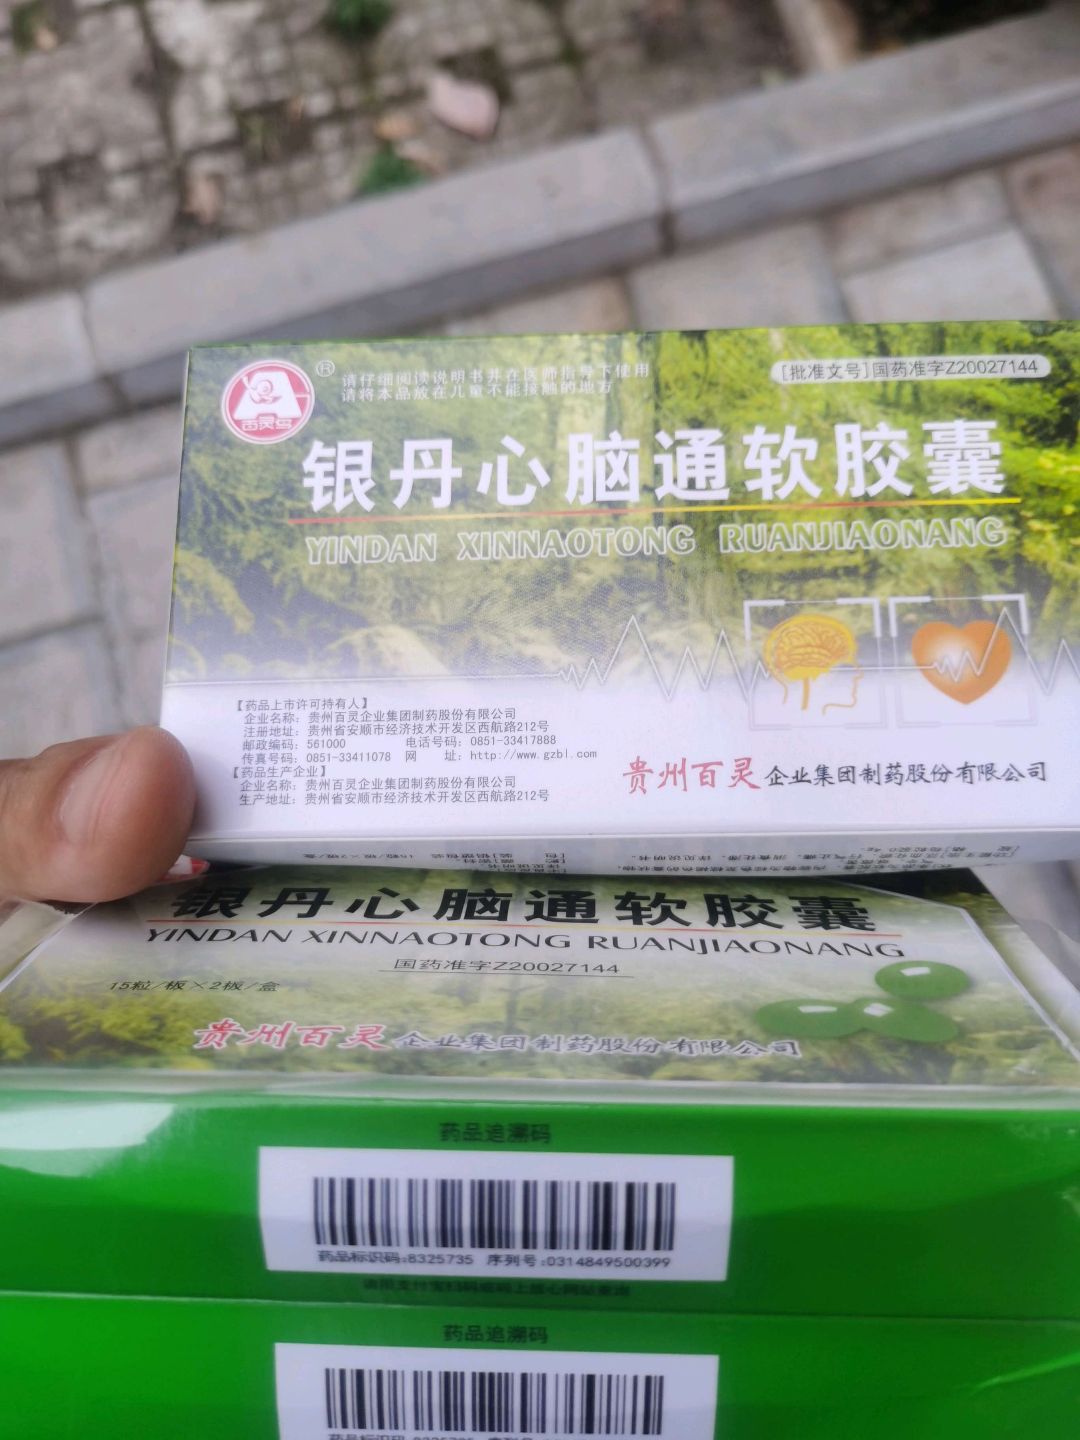 百灵鸟
®
请仔细阅读说明书并在医师指导下使用
请将本品放在儿童不能接触的地方
[批准文号]国药准字Z20027144
银丹心脑通软胶囊
YINDAN XINNAOTONG RUANJIAONANG
【药品上市许可持有人】
企业名称：贵州百灵企业集团制药股份有限公司
注册地址：贵州省安顺市经济技术开发区西航路212号
邮政编码：561000 电话号码：0851-33417888
传真号码：0851-33411078 网 址：http://www.gzbl.com
【药品生产企业】
企业名称：贵州百灵企业集团制药股份有限公司
生产地址：贵州省安顺市经济技术开发区西航路212号
贵州百灵 企业集团制药股份有限公司
银丹心脑通软胶囊
YINDAN XINNAOTONG RUANJIAONANG
国药准字Z20027144
15粒/板×2板/盒
贵州百灵 企业集团制药股份有限公司
药品追溯码
药品标识码:8325735 序列号:0314849500399
药品追溯码